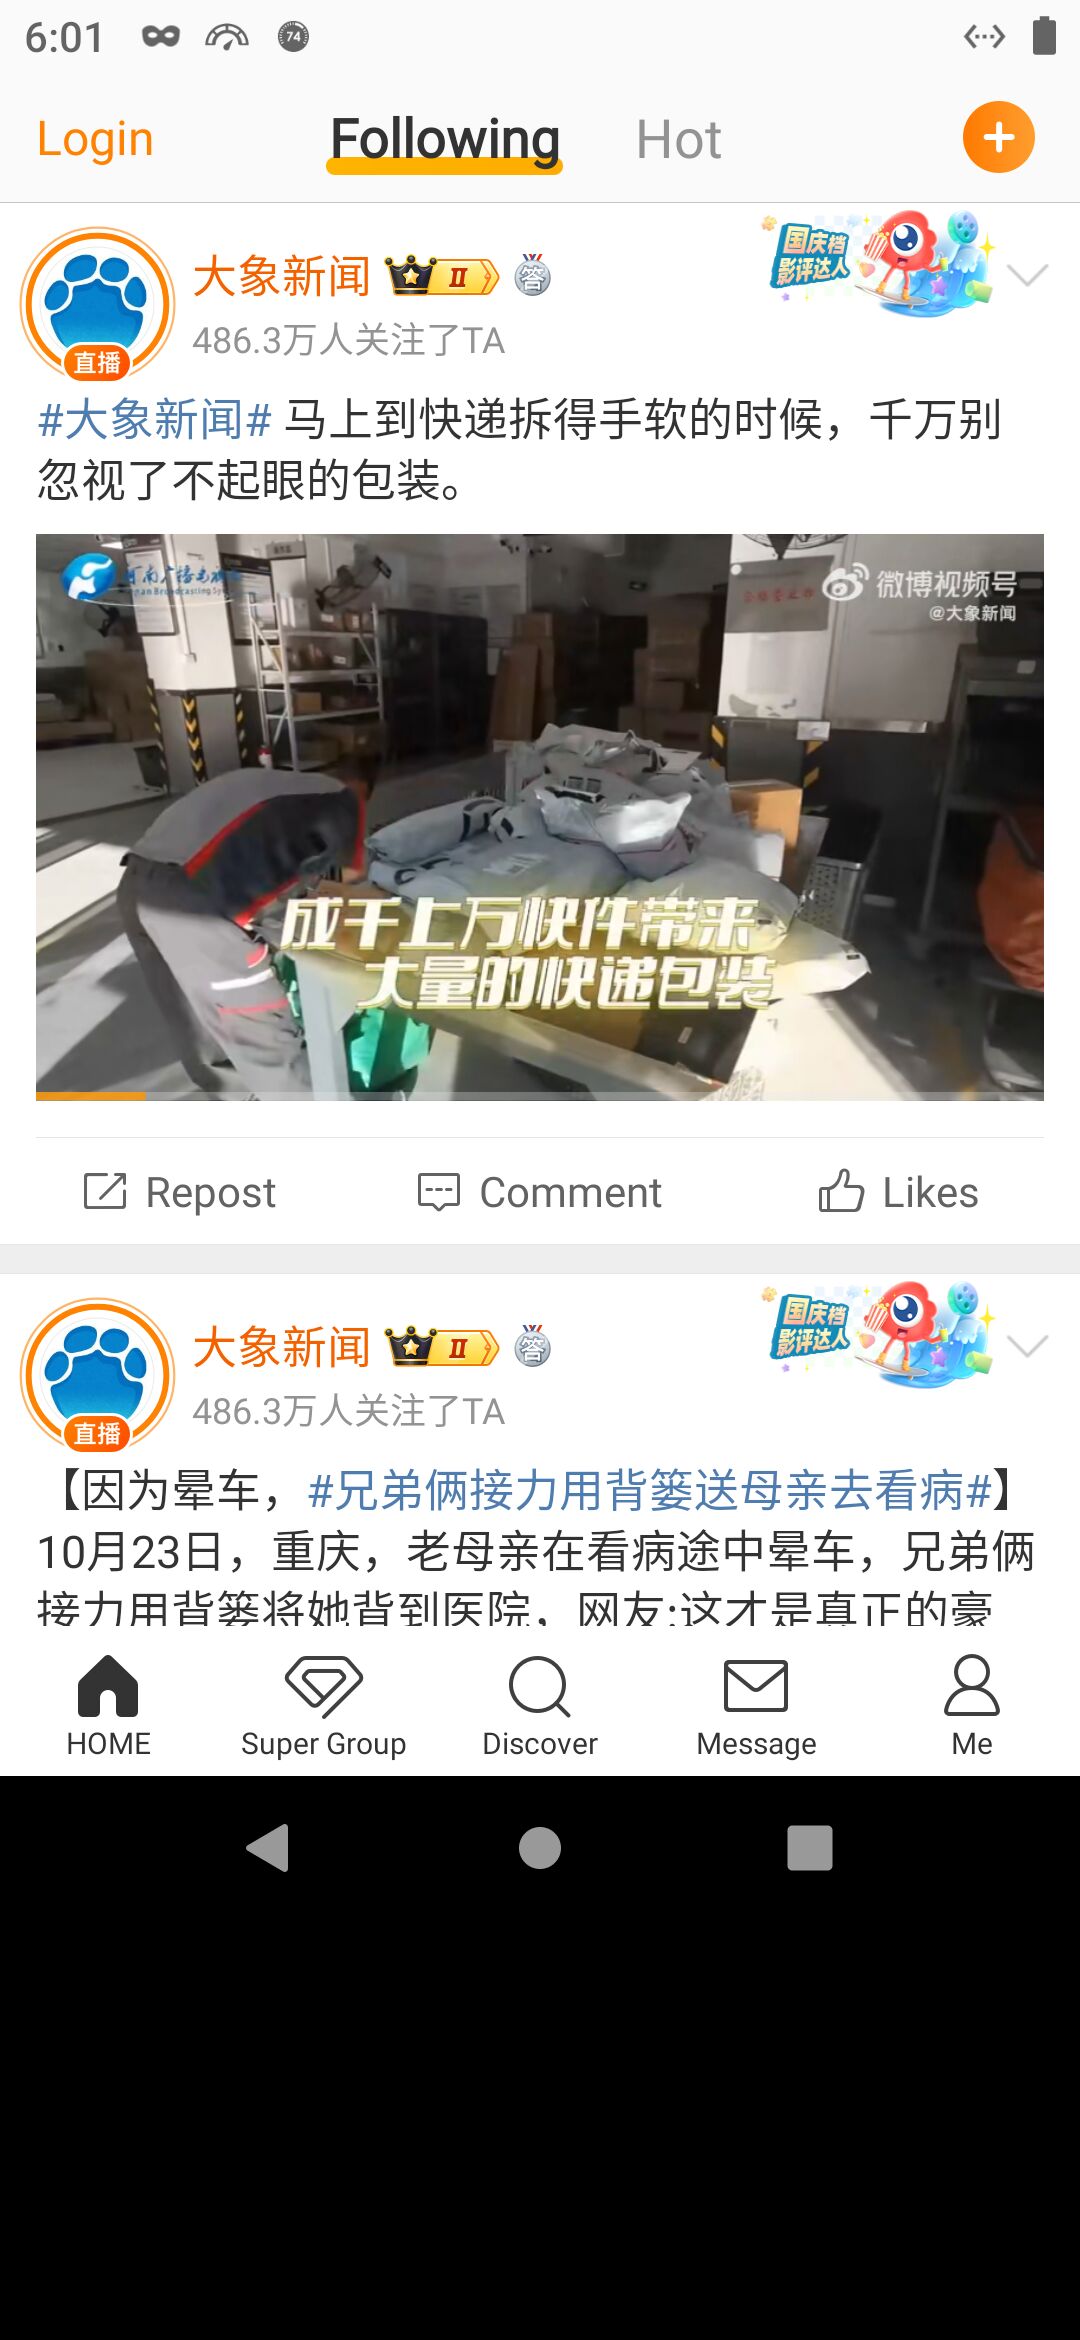 6:01
74
Login
Following
Hot
国庆档
影评达人
大象新闻
II
答
486.3万人关注了TA
直播
#大象新闻# 马上到快递拆得手软的时候，千万别
忽视了不起眼的包装。
微博视频号
@大象新闻
成千上万快件带来
大量的快递包装
Repost
Comment
Likes
国庆档
影评达人
大象新闻
II
答
486.3万人关注了TA
直播
【因为晕车，#兄弟俩接力用背篓送母亲去看病#】
10月23日，重庆，老母亲在看病途中晕车，兄弟俩
接力用背篓将她背到医院，网友:这才是真正的豪
HOME
Super Group
Discover
Message
Me